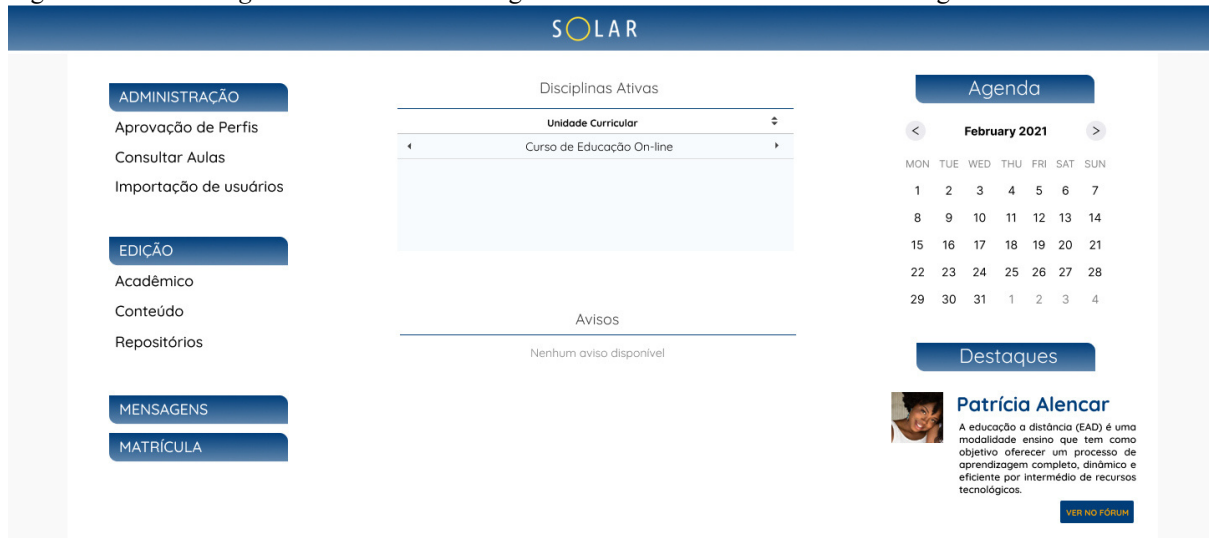 SOLAR
ADMINISTRAÇÃO
Aprovação de Perfis
Consultar Aulas
Importação de usuários
EDIÇÃO
Acadêmico
Conteúdo
Repositórios
MENSAGENS
MATRÍCULA
Disciplinas Ativas
Unidade Curricular
Curso de Educação On-line
Avisos
Nenhum aviso disponível
Agenda
< February 2021 >
MON TUE WED THU FRI SAT SUN
1 2 3 4 5 6 7
8 9 10 11 12 13 14
15 16 17 18 19 20 21
22 23 24 25 26 27 28
29 30 31 1 2 3 4
Destaques
Patrícia Alencar
A educação a distância (EAD) é uma
modalidade ensino que tem como
objetivo oferecer um processo de
aprendizagem completo, dinâmico e
eficiente por intermédio de recursos
tecnológicos.
VER NO FÓRUM